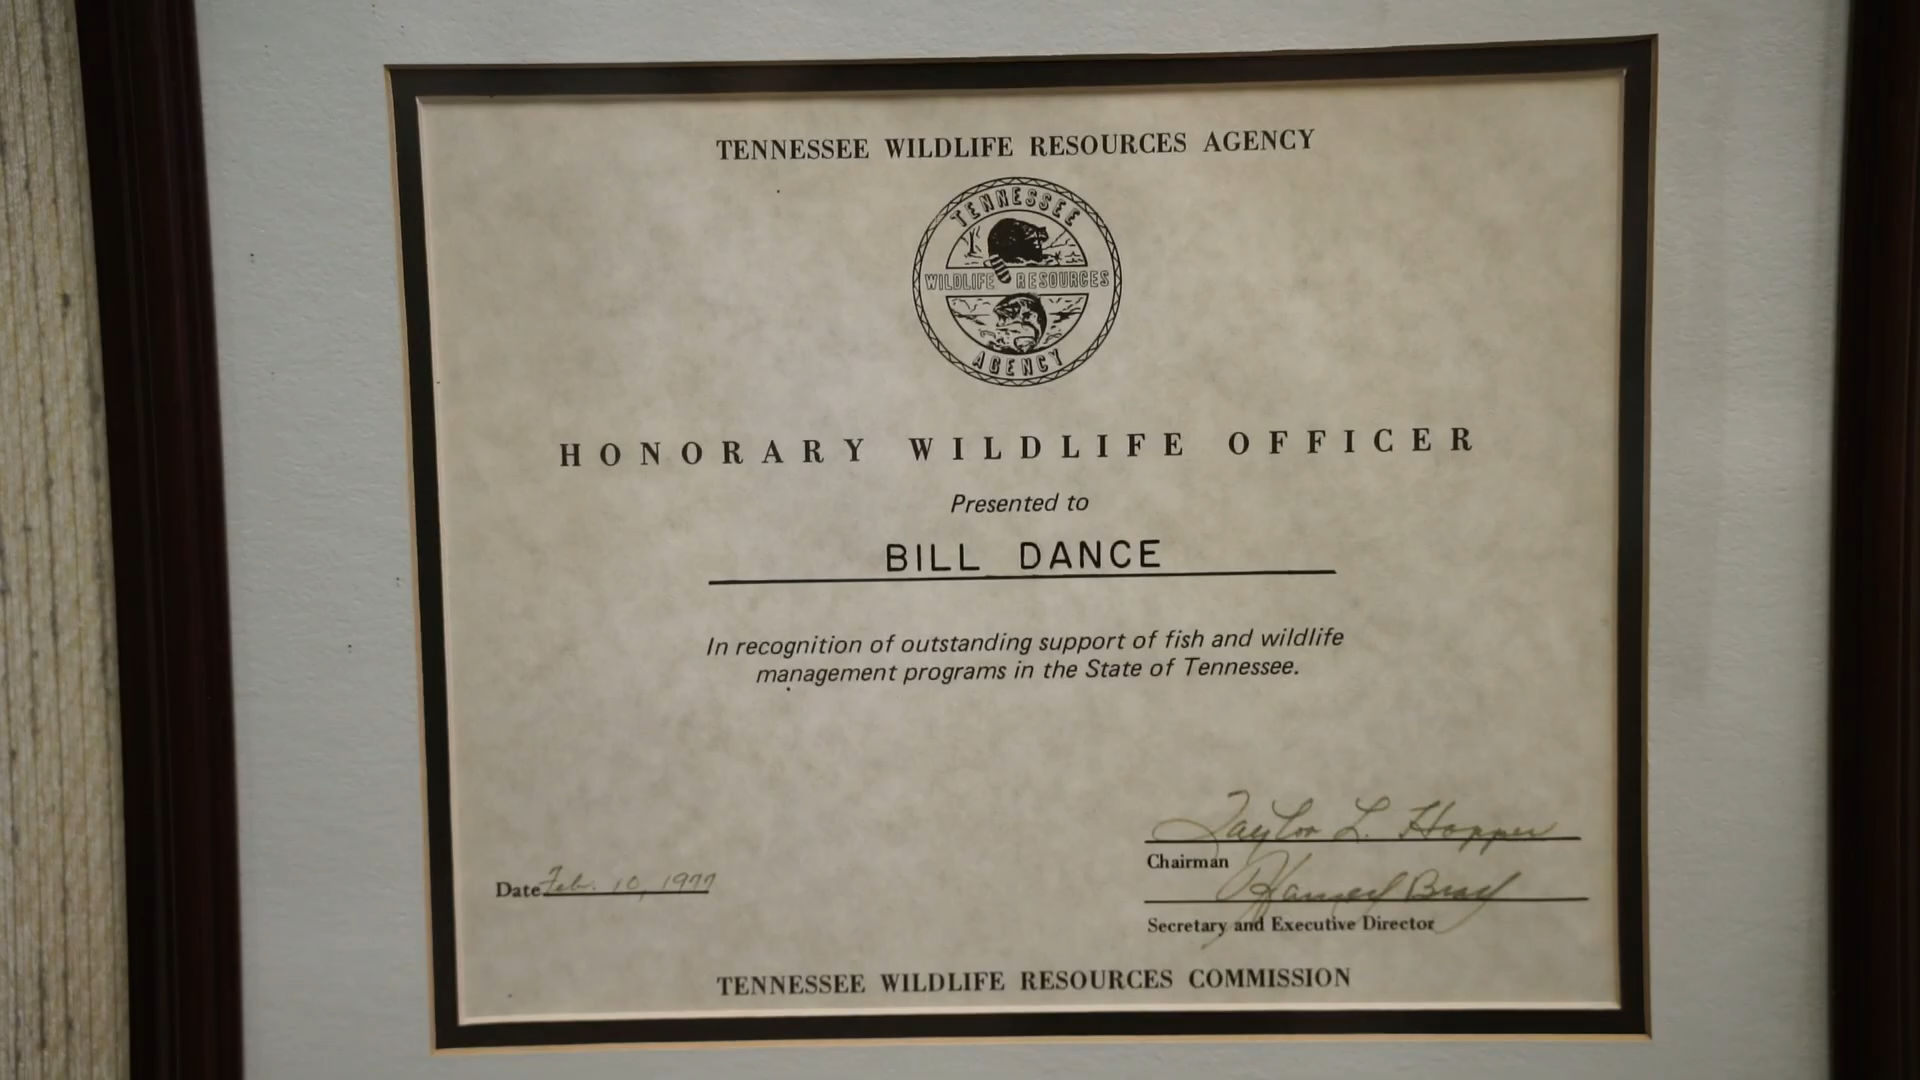 TENNESSEE WILDLIFE RESOURCES AGENCY
TENNESSEE
WILDLIFE RESOURCES
AGENCY
HONORARY WILDLIFE OFFICER
Presented to
BILL DANCE
In recognition of outstanding support of fish and wildlife
management programs in the State of Tennessee.
Taylor L. Hopper
Chairman
Date Feb. 10, 1977
Secretary and Executive Director
TENNESSEE WILDLIFE RESOURCES COMMISSION